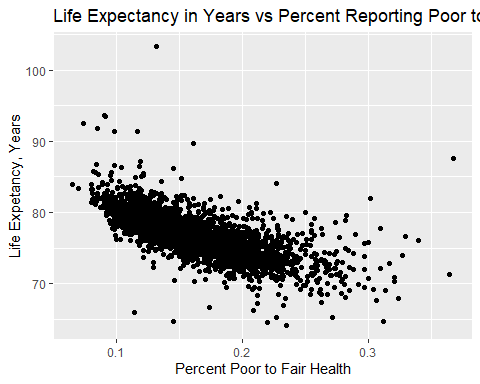 Life Expectancy in Years vs Percent Reporting Poor to
100
90
80
70
Life Expetancy, Years
0.1
0.2
0.3
Percent Poor to Fair Health